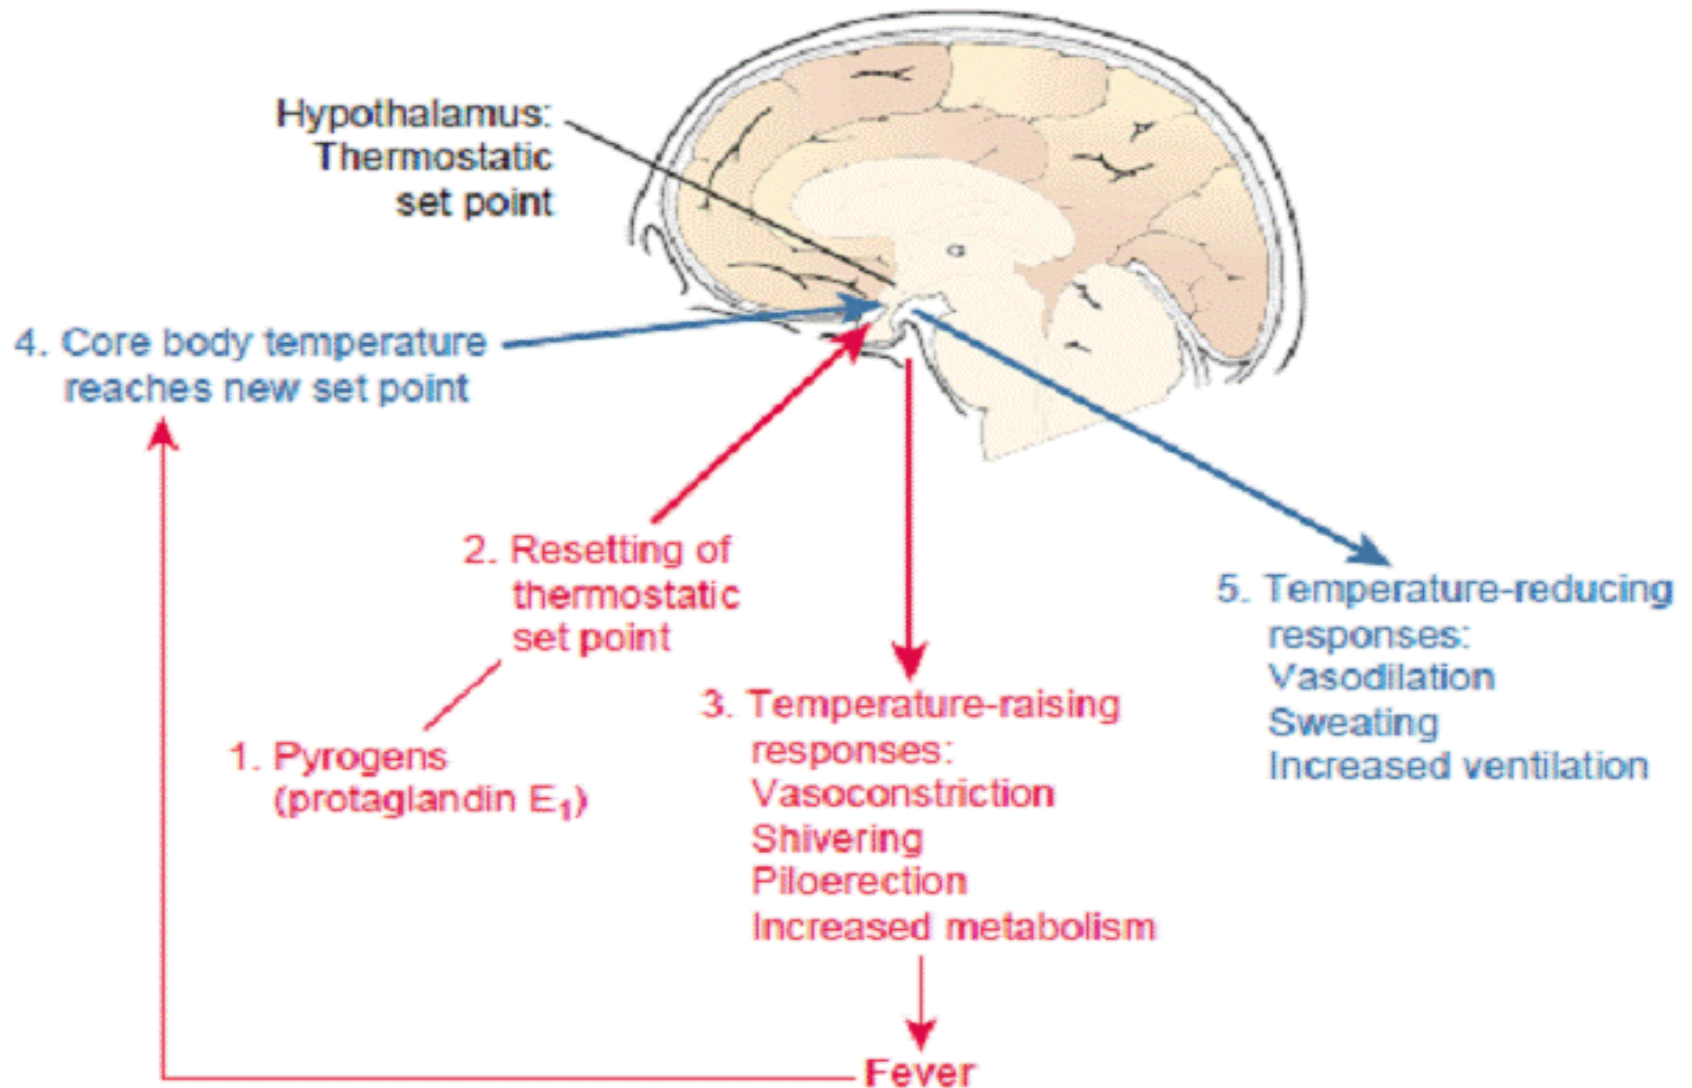 Hypothalamus:
Thermostatic
set point
4. Core body temperature
reaches new set point
2. Resetting of
thermostatic
set point
1. Pyrogens
(protaglandin E₁)
3. Temperature-raising
responses:
Vasoconstriction
Shivering
Piloerection
Increased metabolism
5. Temperature-reducing
responses:
Vasodilation
Sweating
Increased ventilation
Fever